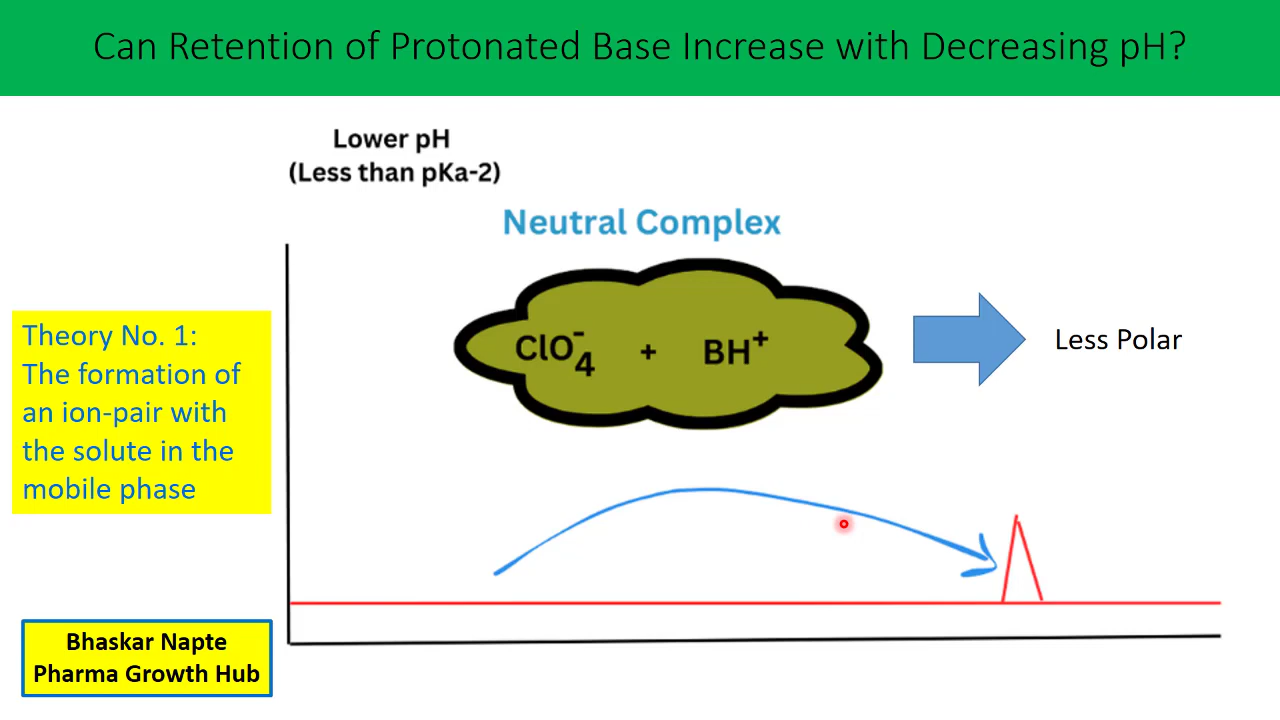 Can Retention of Protonated Base Increase with Decreasing pH?
Lower pH
(Less than pKa-2)
Neutral Complex
ClO₄⁻ + BH⁺
Less Polar
Theory No. 1:
The formation of
an ion-pair with
the solute in the
mobile phase
Bhaskar Napte
Pharma Growth Hub